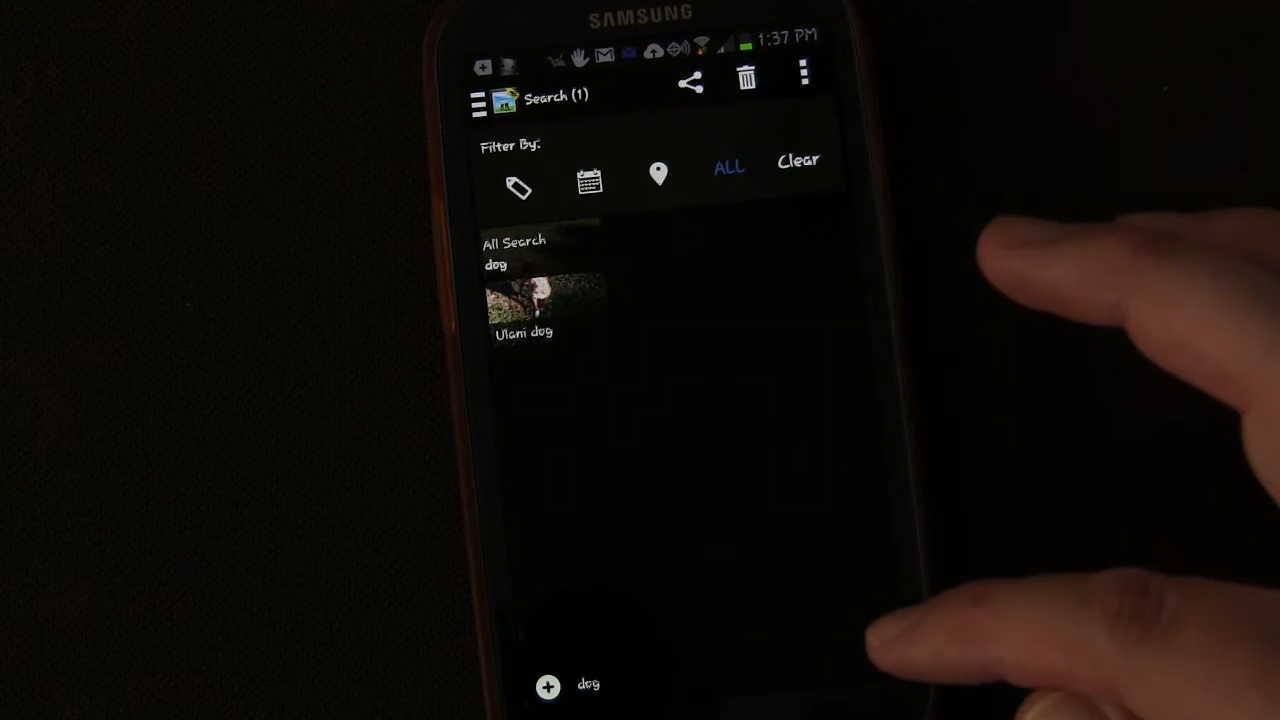 SAMSUNG
1:37 PM
Search (1)
Filter By:
ALL
Clear
All Search
dog
Ulani dog
dog